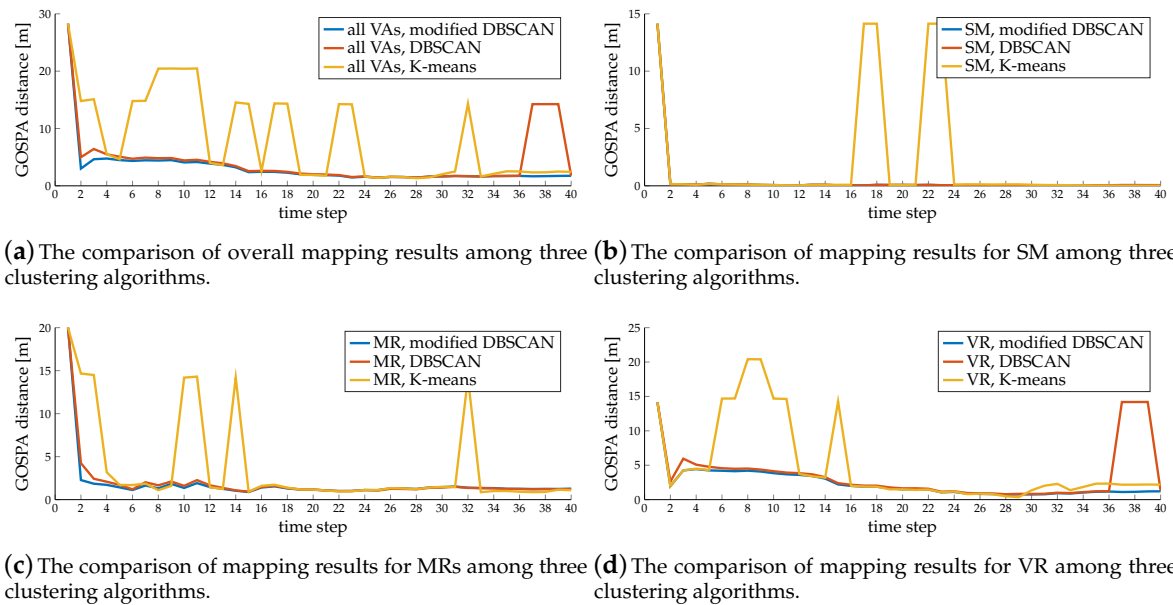 GOSPA distance [m]
30
20
10
0
0 2 4 6 8 10 12 14 16 18 20 22 24 26 28 30 32 34 36 38 40
time step
all VAs, modified DBSCAN
all VAs, DBSCAN
all VAs, K-means
(a) The comparison of overall mapping results among three
clustering algorithms.
GOSPA distance [m]
15
10
5
0
0 2 4 6 8 10 12 14 16 18 20 22 24 26 28 30 32 34 36 38 40
time step
SM, modified DBSCAN
SM, DBSCAN
SM, K-means
(b) The comparison of mapping results for SM among three
clustering algorithms.
GOSPA distance [m]
20
15
10
5
0
0 2 4 6 8 10 12 14 16 18 20 22 24 26 28 30 32 34 36 38 40
time step
MR, modified DBSCAN
MR, DBSCAN
MR, K-means
(c) The comparison of mapping results for MRs among three
clustering algorithms.
GOSPA distance [m]
25
20
15
10
5
0
0 2 4 6 8 10 12 14 16 18 20 22 24 26 28 30 32 34 36 38 40
time step
VR, modified DBSCAN
VR, DBSCAN
VR, K-means
(d) The comparison of mapping results for VR among three
clustering algorithms.